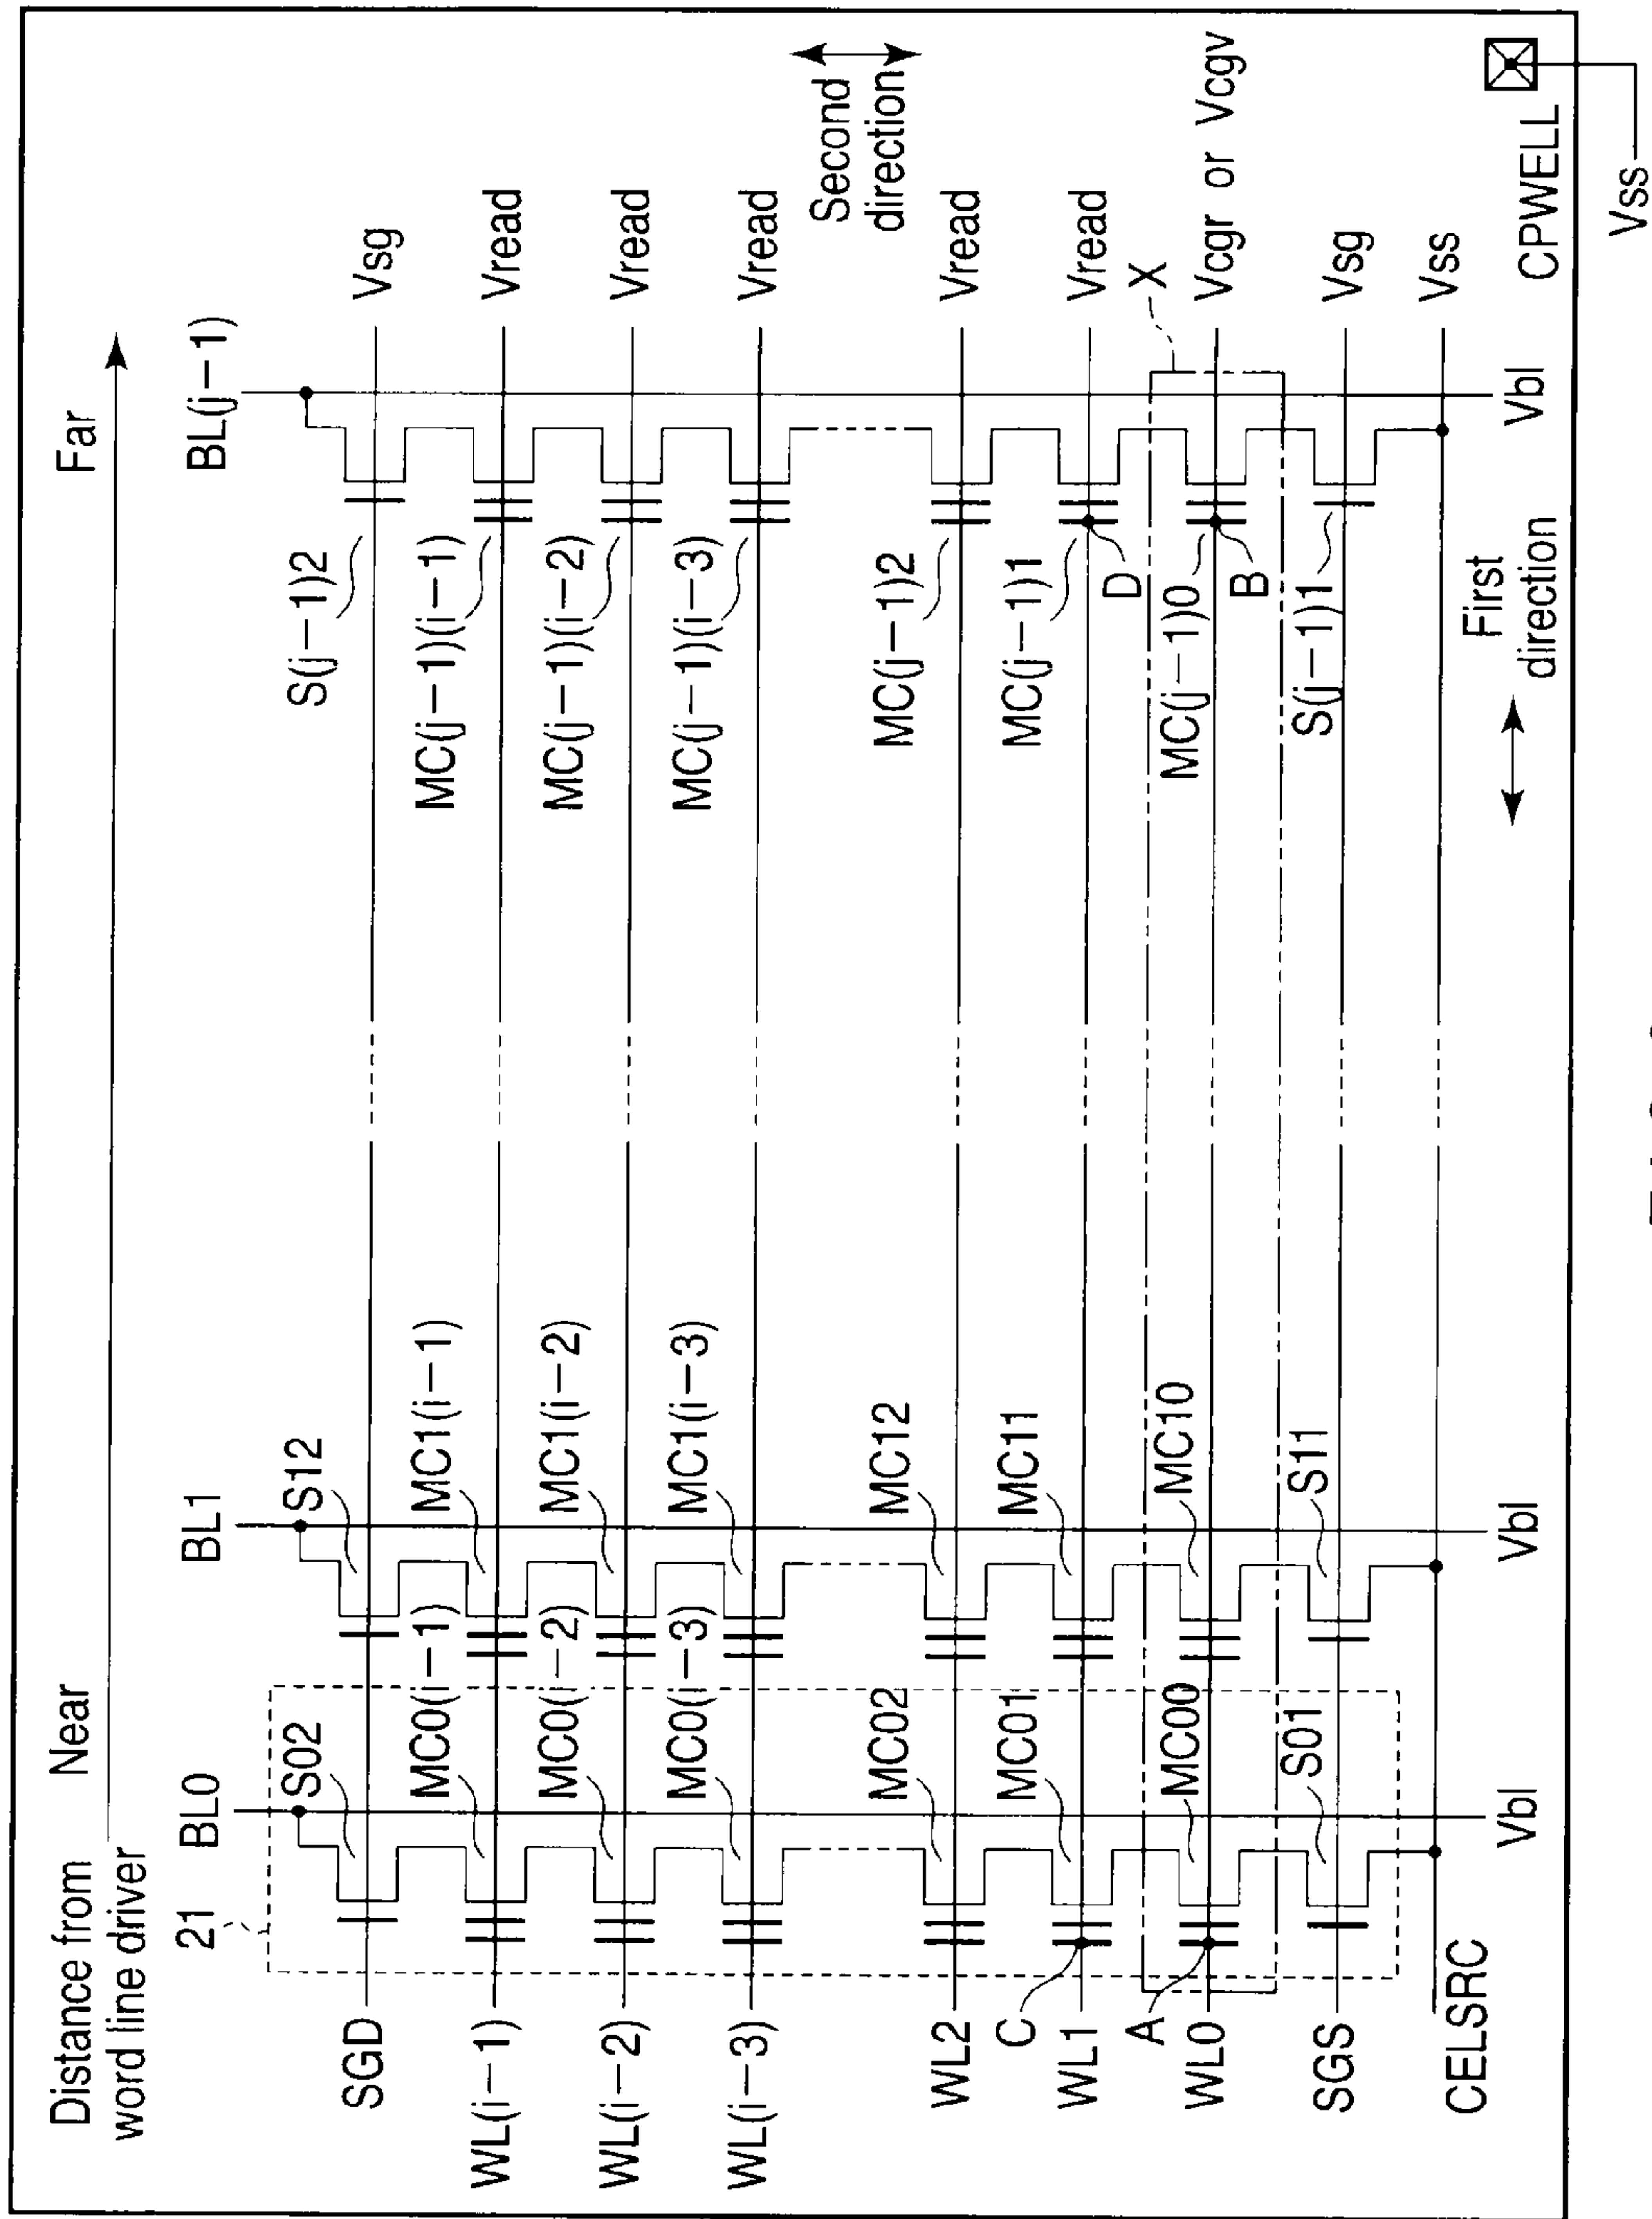 Distance from
word line driver
Near
Far
21
BL0
BL1
BL(j−1)
S02
S12
S(j−1)2
SGD
Vsg
MC0(i−1)
MC1(i−1)
MC(j−1)(i−1)
WL(i−1)
Vread
MC0(i−2)
MC1(i−2)
MC(j−1)(i−2)
WL(i−2)
Vread
MC0(i−3)
MC1(i−3)
MC(j−1)(i−3)
WL(i−3)
Vread
Second
direction
MC02
MC12
MC(j−1)2
WL2
Vread
C
MC01
MC11
MC(j−1)1
WL1
Vread
D
X
A
MC00
MC10
MC(j−1)0
WL0
Vcgr or Vcgv
B
S01
S11
S(j−1)1
SGS
Vsg
CELSRC
Vss
First
direction
Vbl
Vbl
Vbl
CPWELL
Vss